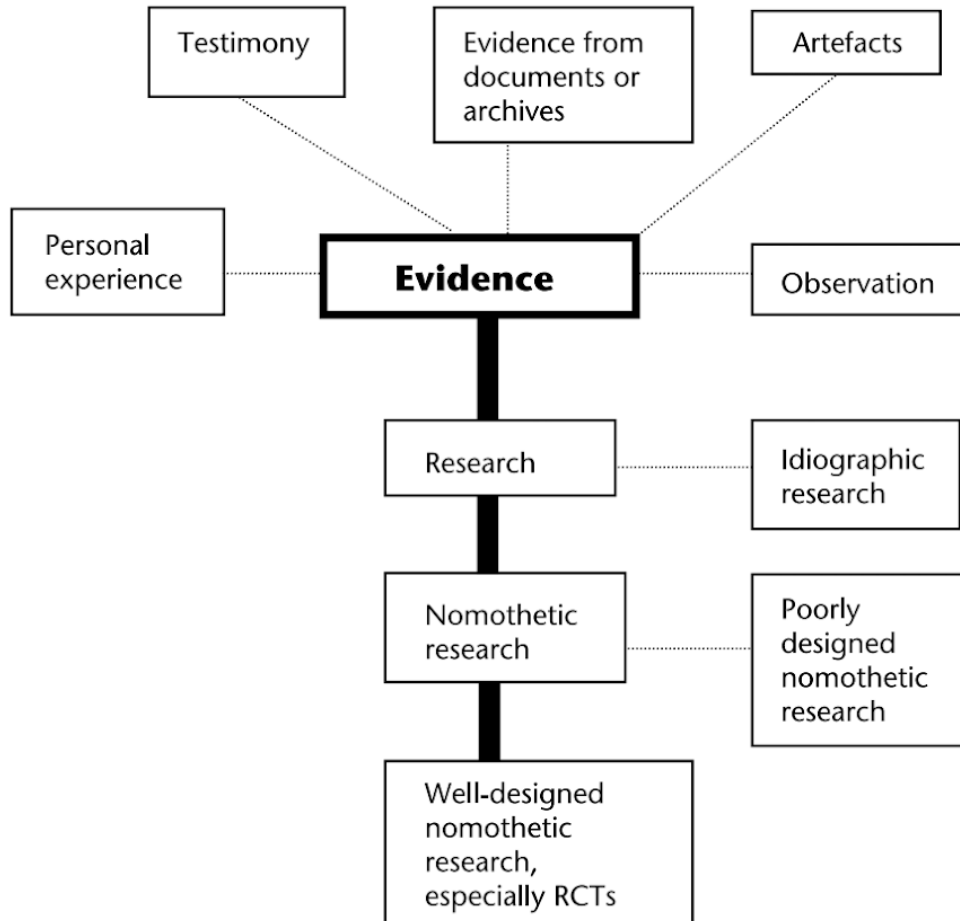 Testimony
Evidence from
documents or
archives
Artefacts
Personal
experience
Evidence
Observation
Research
Idiographic
research
Nomothetic
research
Poorly
designed
nomothetic
research
Well-designed
nomothetic
research,
especially RCTs